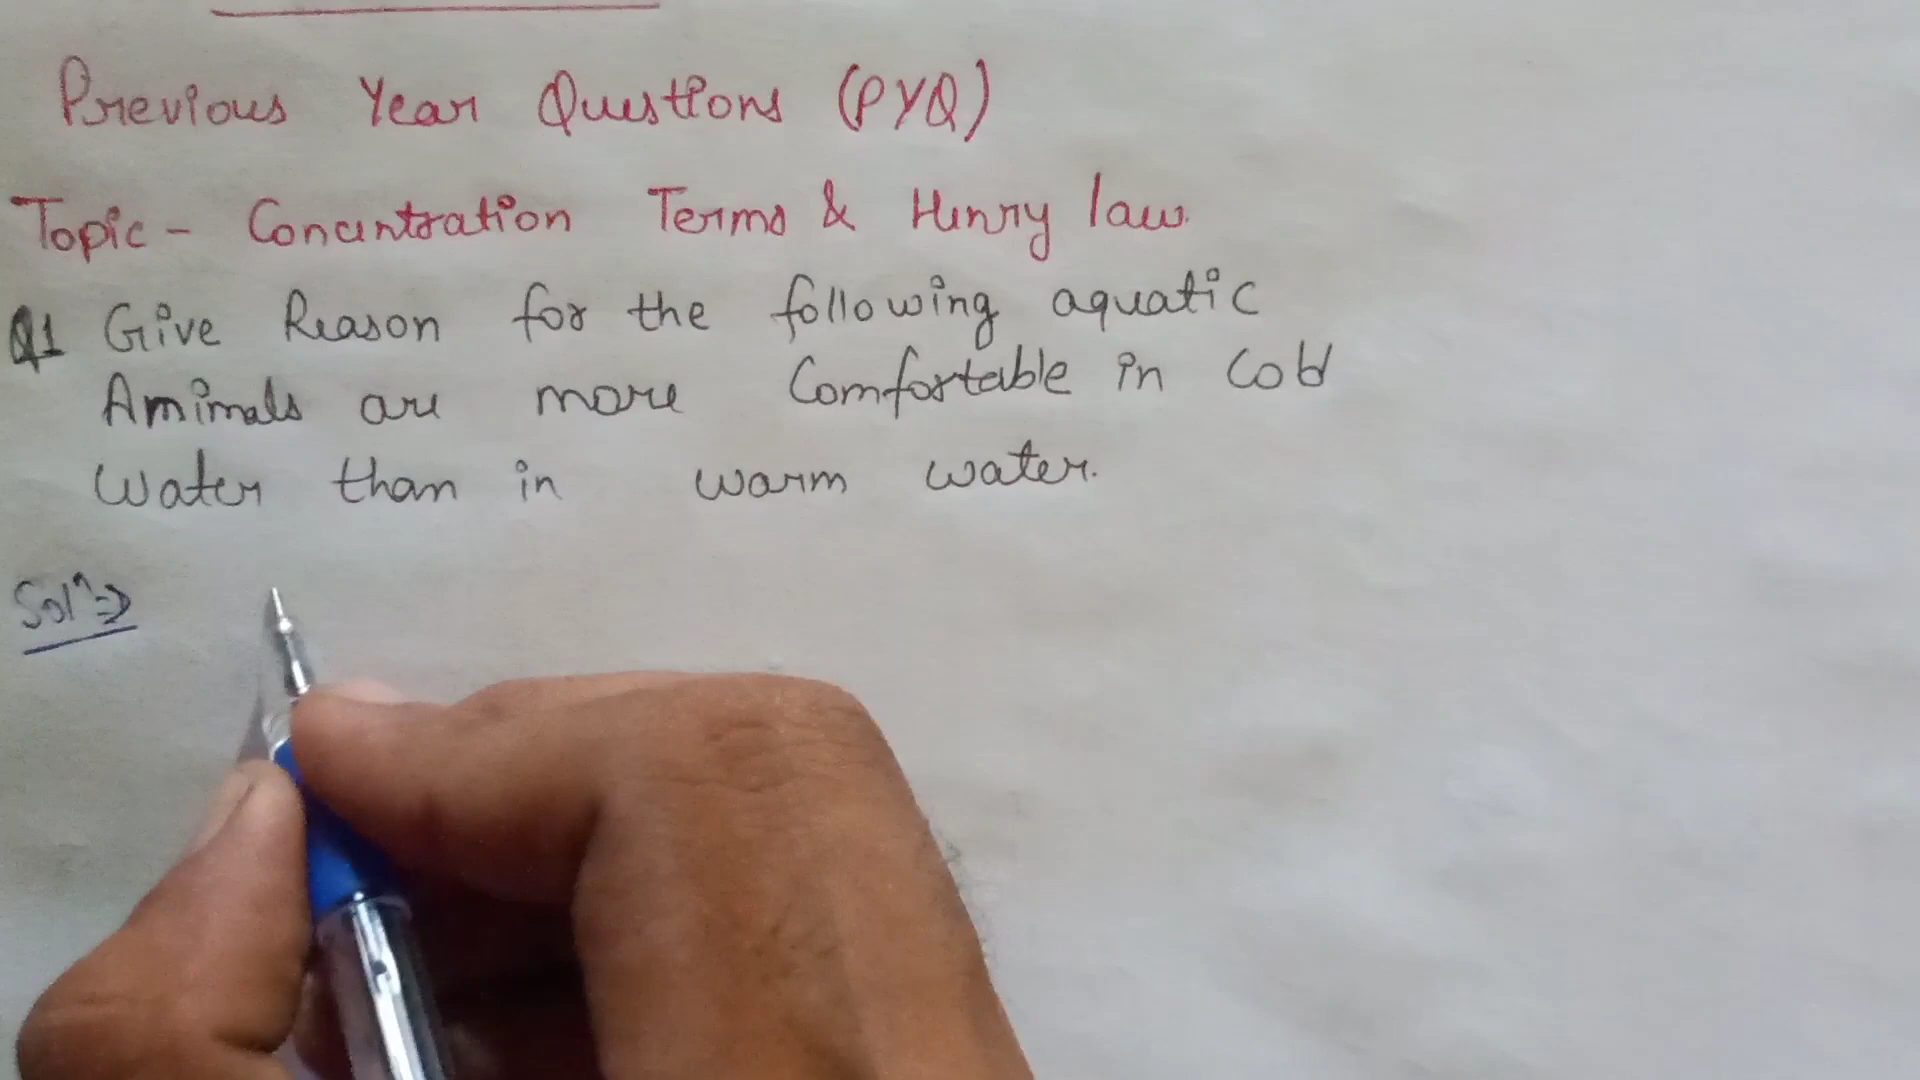 Previous Year Questions (PYQ)
Topic - Concentration Terms & Henry law.
Q1 Give Reason for the following aquatic
Amimals are more Comfortable in Cold
Water than in warm water.
Solⁿ⇒